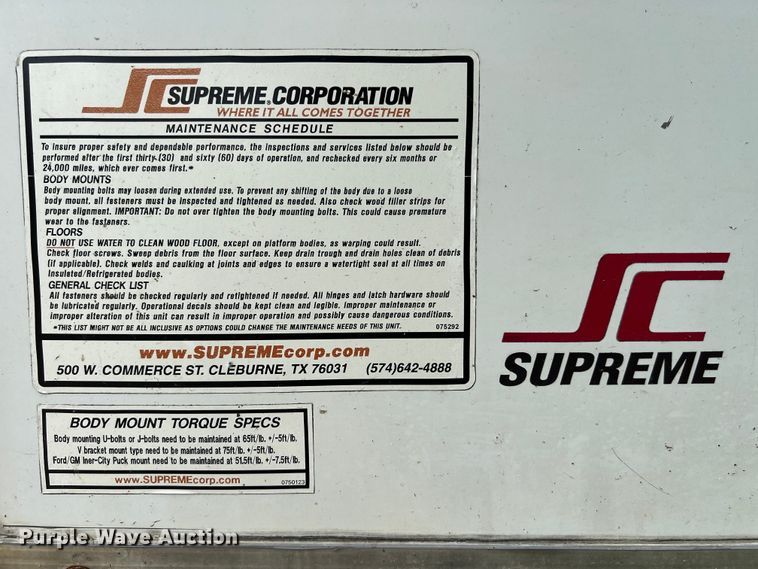 SC SUPREME® CORPORATION
WHERE IT ALL COMES TOGETHER
MAINTENANCE SCHEDULE
To insure proper safety and dependable performance, the inspections and services listed below should be
performed after the first thirty-(30) and sixty (60) days of operation, and rechecked every six months or
24,000 miles, which ever comes first.*
BODY MOUNTS
Body mounting bolts may loosen during extended use. To prevent any shifting of the body due to a loose
body mount, all fasteners must be inspected and tightened as needed. Also check wood filler strips for
proper alignment. IMPORTANT: Do not over tighten the body mounting bolts. This could cause premature
wear to the fasteners.
FLOORS
DO NOT USE WATER TO CLEAN WOOD FLOOR, except on platform bodies, as warping could result.
Check floor screws. Sweep debris from the floor surface. Keep drain trough and drain holes clean of debris
(if applicable). Check welds and caulking at joints and edges to ensure a watertight seal at all times on
Insulated/Refrigerated bodies.
GENERAL CHECK LIST
All fasteners should be checked regularly and retightened if needed. All hinges and latch hardware should
be lubricated regularly. Operational decals should be kept clean and legible. Improper maintenance or
improper alteration of this unit can result in improper operation and possibly cause dangerous conditions.
*THIS LIST MIGHT NOT BE ALL INCLUSIVE AS OPTIONS COULD CHANGE THE MAINTENANCE NEEDS OF THIS UNIT. 075292
www.SUPREMEcorp.com
500 W. COMMERCE ST. CLEBURNE, TX 76031 (574)642-4888
SC
SUPREME
BODY MOUNT TORQUE SPECS
Body mounting U-bolts or J-bolts need to be maintained at 65ft/lb. +/-5ft/lb.
V bracket mount type need to be maintained at 75ft/lb. +/-5ft/lb.
Ford/GM Iner-City Puck mount need to be maintained at 51.5ft/lb. +/-7.5ft/lb.
www.SUPREMEcorp.com 0750123
Purple Wave Auction